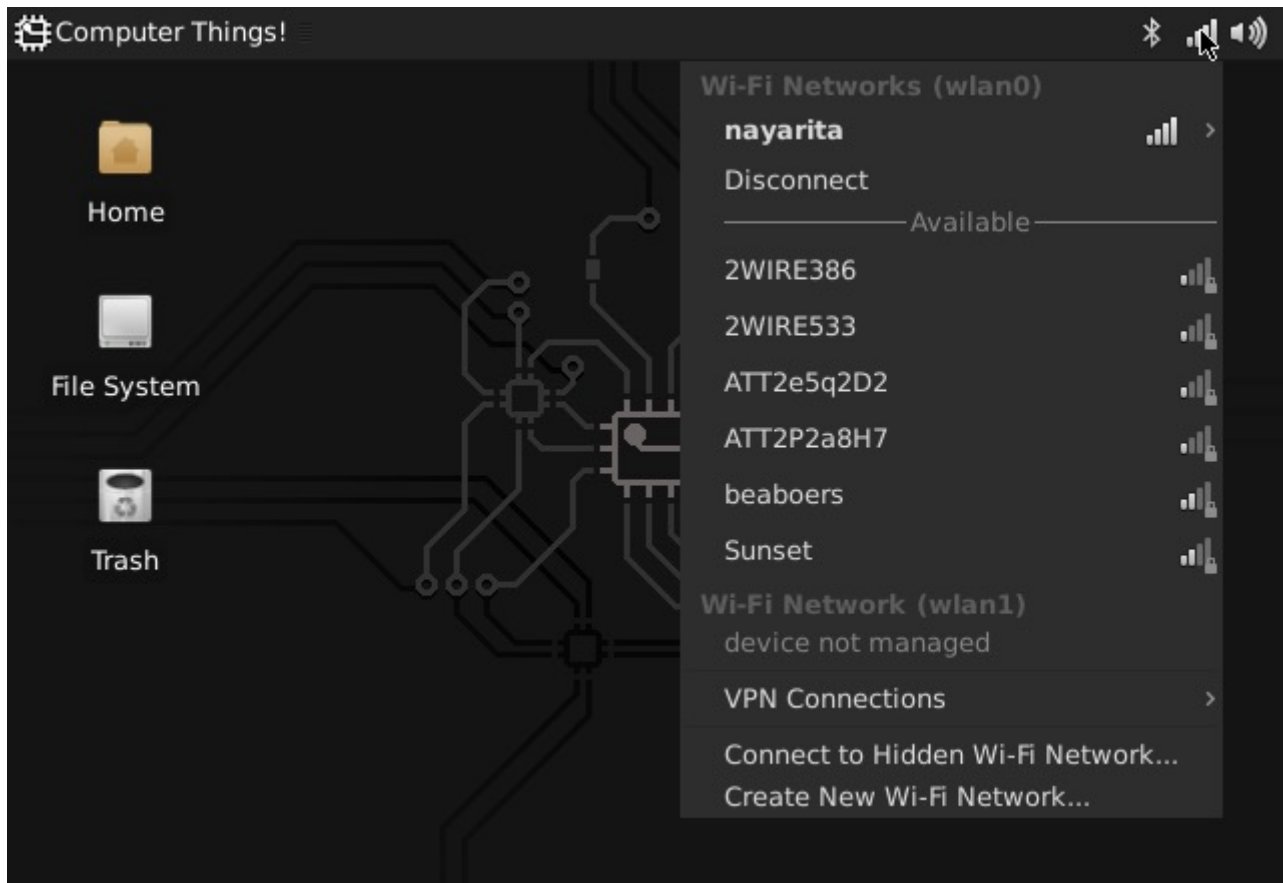 Computer Things!
Home
File System
Trash
Wi-Fi Networks (wlan0)
nayarita
Disconnect
Available
2WIRE386
2WIRE533
ATT2e5q2D2
ATT2P2a8H7
beaboers
Sunset
Wi-Fi Network (wlan1)
device not managed
VPN Connections
Connect to Hidden Wi-Fi Network...
Create New Wi-Fi Network...